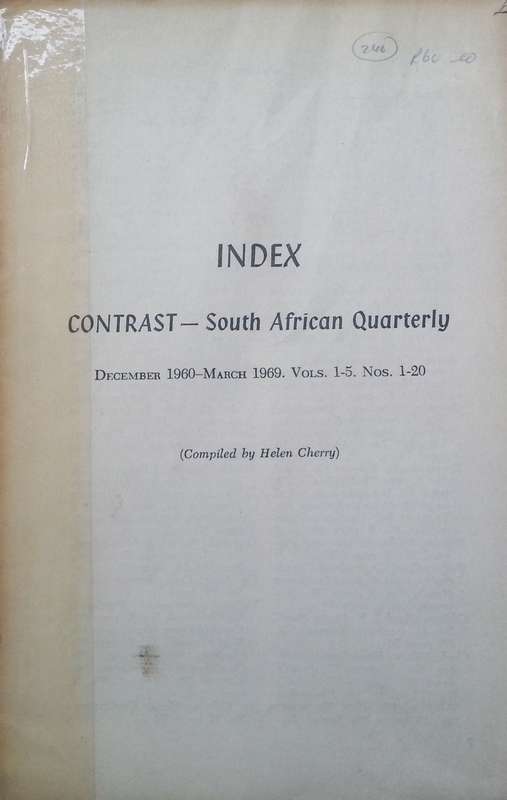 246
INDEX
CONTRAST — South African Quarterly
DECEMBER 1960–MARCH 1969. VOLS. 1-5. NOS. 1-20
(Compiled by Helen Cherry)